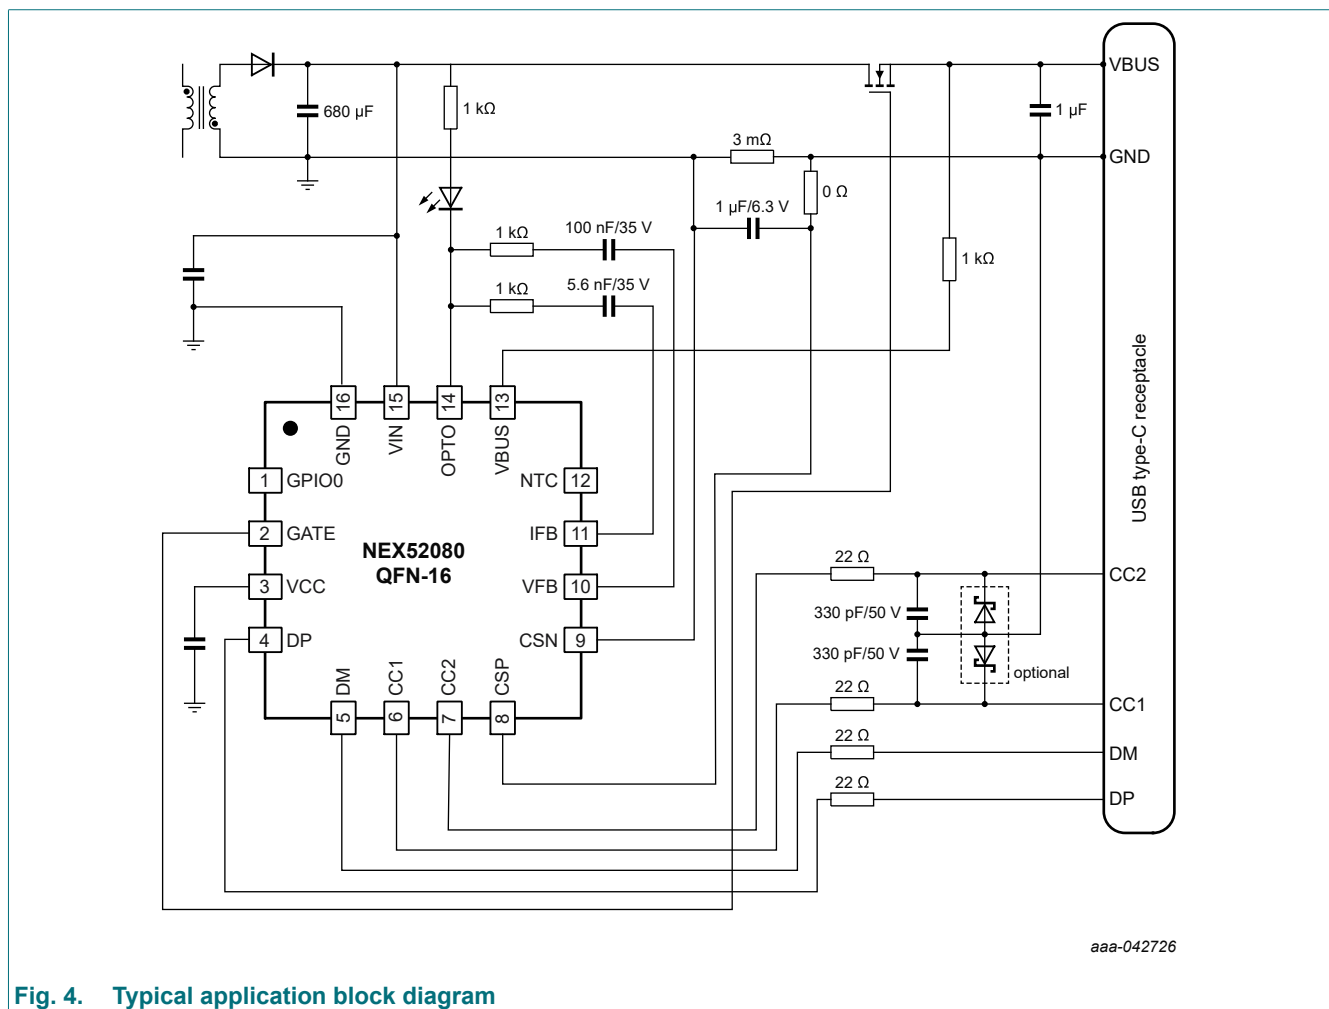 VBUS
680 µF
1 kΩ
1 µF
3 mΩ
GND
0 Ω
1 µF/6.3 V
100 nF/35 V
1 kΩ
1 kΩ
5.6 nF/35 V
1 kΩ
USB type-C receptacle
16
15
14
13
GND
VIN
OPTO
VBUS
1
GPIO0
NTC
12
2
GATE
IFB
11
NEX52080
QFN-16
3
VCC
VFB
10
4
DP
CSN
9
DM
CC1
CC2
CSP
5
6
7
8
22 Ω
CC2
330 pF/50 V
330 pF/50 V
optional
22 Ω
CC1
22 Ω
DM
22 Ω
DP
aaa-042726
Fig. 4. Typical application block diagram